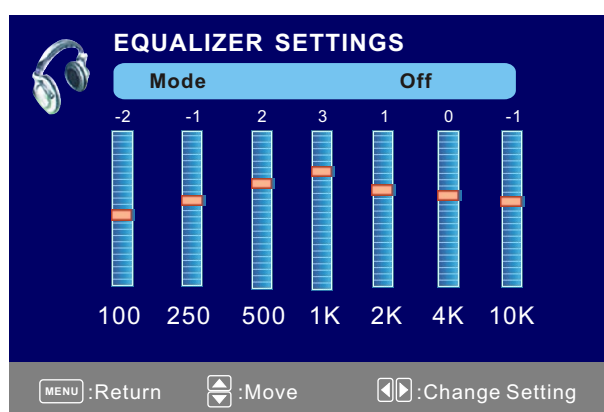 EQUALIZER SETTINGS
Mode Off
-2 -1 2 3 1 0 -1
100 250 500 1K 2K 4K 10K
MENU :Return :Move :Change Setting